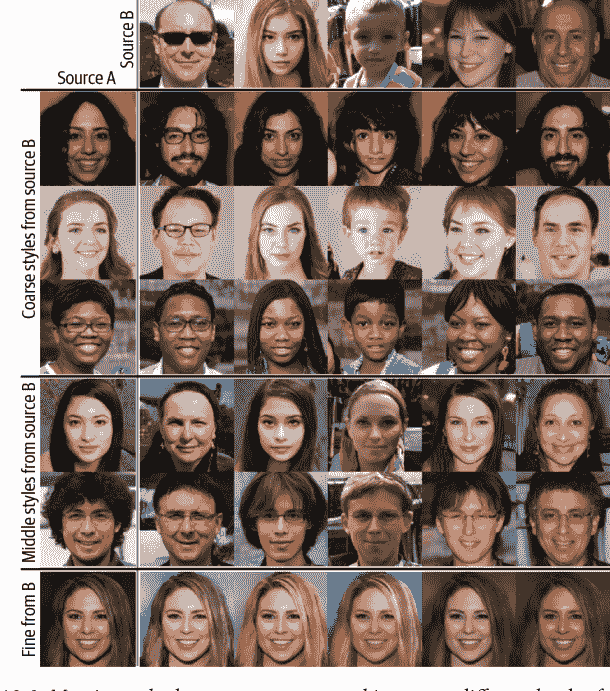 Source B
Source A
Coarse styles from source B
Middle styles from source B
Fine from B